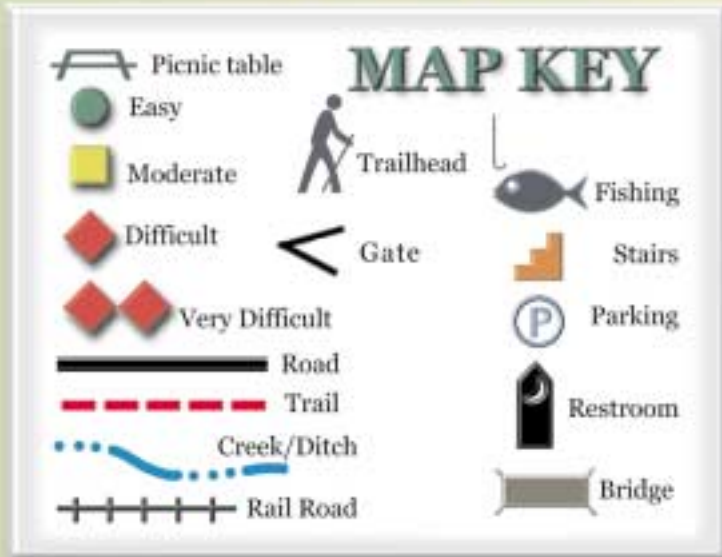 MAP KEY
Picnic table
Easy
Moderate
Difficult
Very Difficult
Road
Trail
Creek/Ditch
Rail Road
Trailhead
Gate
Fishing
Stairs
P Parking
Restroom
Bridge